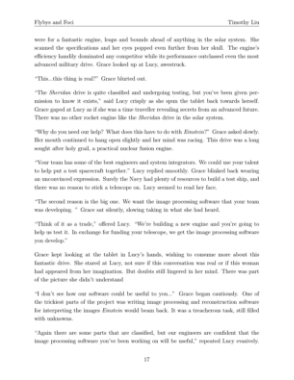 Flybys and Foci Timothy Liu
were for a fantastic engine, leaps and bounds ahead of anything in the solar system. She
scanned the specifications and her eyes popped even further from her skull. The engine's
efficiency handily dominated any competitor while its performance outclassed even the most
advanced military drive. Grace looked up at Lucy, awestruck.
"This...this thing is real?" Grace blurted out.
"The Sheridan drive is quite classified and undergoing testing, but you've been given per-
mission to know it exists," said Lucy crisply as she spun the tablet back towards herself.
Grace gaped at Lucy as if she was a time traveller revealing secrets from an advanced future.
There was no other rocket engine like the Sheridan drive in the solar system.
"Why do you need our help? What does this have to do with Einstein?" Grace asked slowly.
Her mouth continued to hang open slightly and her mind was racing. This drive was a long
sought after holy grail, a practical nuclear fusion engine.
"Your team has some of the best engineers and system integrators. We could use your talent
to help put a test spacecraft together." Lucy replied smoothly. Grace blinked back wearing
an unconvinced expression. Surely the Navy had plenty of resources to build a test ship, and
there was no reason to stick a telescope on. Lucy seemed to read her face.
"The second reason is the big one. We want the image processing software that your team
was developing. " Grace sat silently, slowing taking in what she had heard.
"Think of it as a trade," offered Lucy. "We're building a new engine and you're going to
help us test it. In exchange for funding your telescope, we get the image processing software
you develop."
Grace kept looking at the tablet in Lucy's hands, wishing to consume more about this
fantastic drive. She stared at Lucy, not sure if this conversation was real or if this woman
had appeared from her imagination. But doubts still lingered in her mind. There was part
of the picture she didn't understand
"I don't see how our software could be useful to you..." Grace began cautiously. One of
the trickiest parts of the project was writing image processing and reconstruction software
for interpreting the images Einstein would beam back. It was a treacherous task, still filled
with unknowns.
"Again there are some parts that are classified, but our engineers are confident that the
image processing software you've been working on will be useful," repeated Lucy evasively.
17